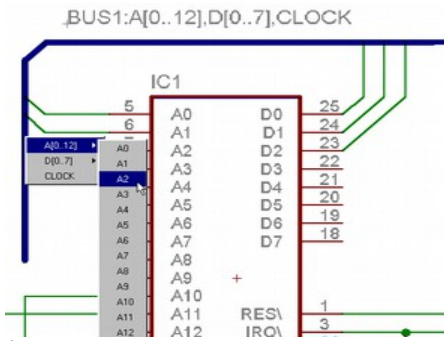 BUS1:A[0..12],D[0..7],CLOCK
IC1
5 A0 D0 25
6 A1 D1 24
A2 D2 23
A3 D3 22
A4 D4 21
A5 D5 20
A6 D6 19
A7 D7 18
A8
A9
A10
A11 RES\ 1
A12 IRQ\ 3
A[0..12]
D[0..7]
CLOCK
A0
A1
A2
A3
A4
A5
A6
A7
A8
A9
A10
A11
A12